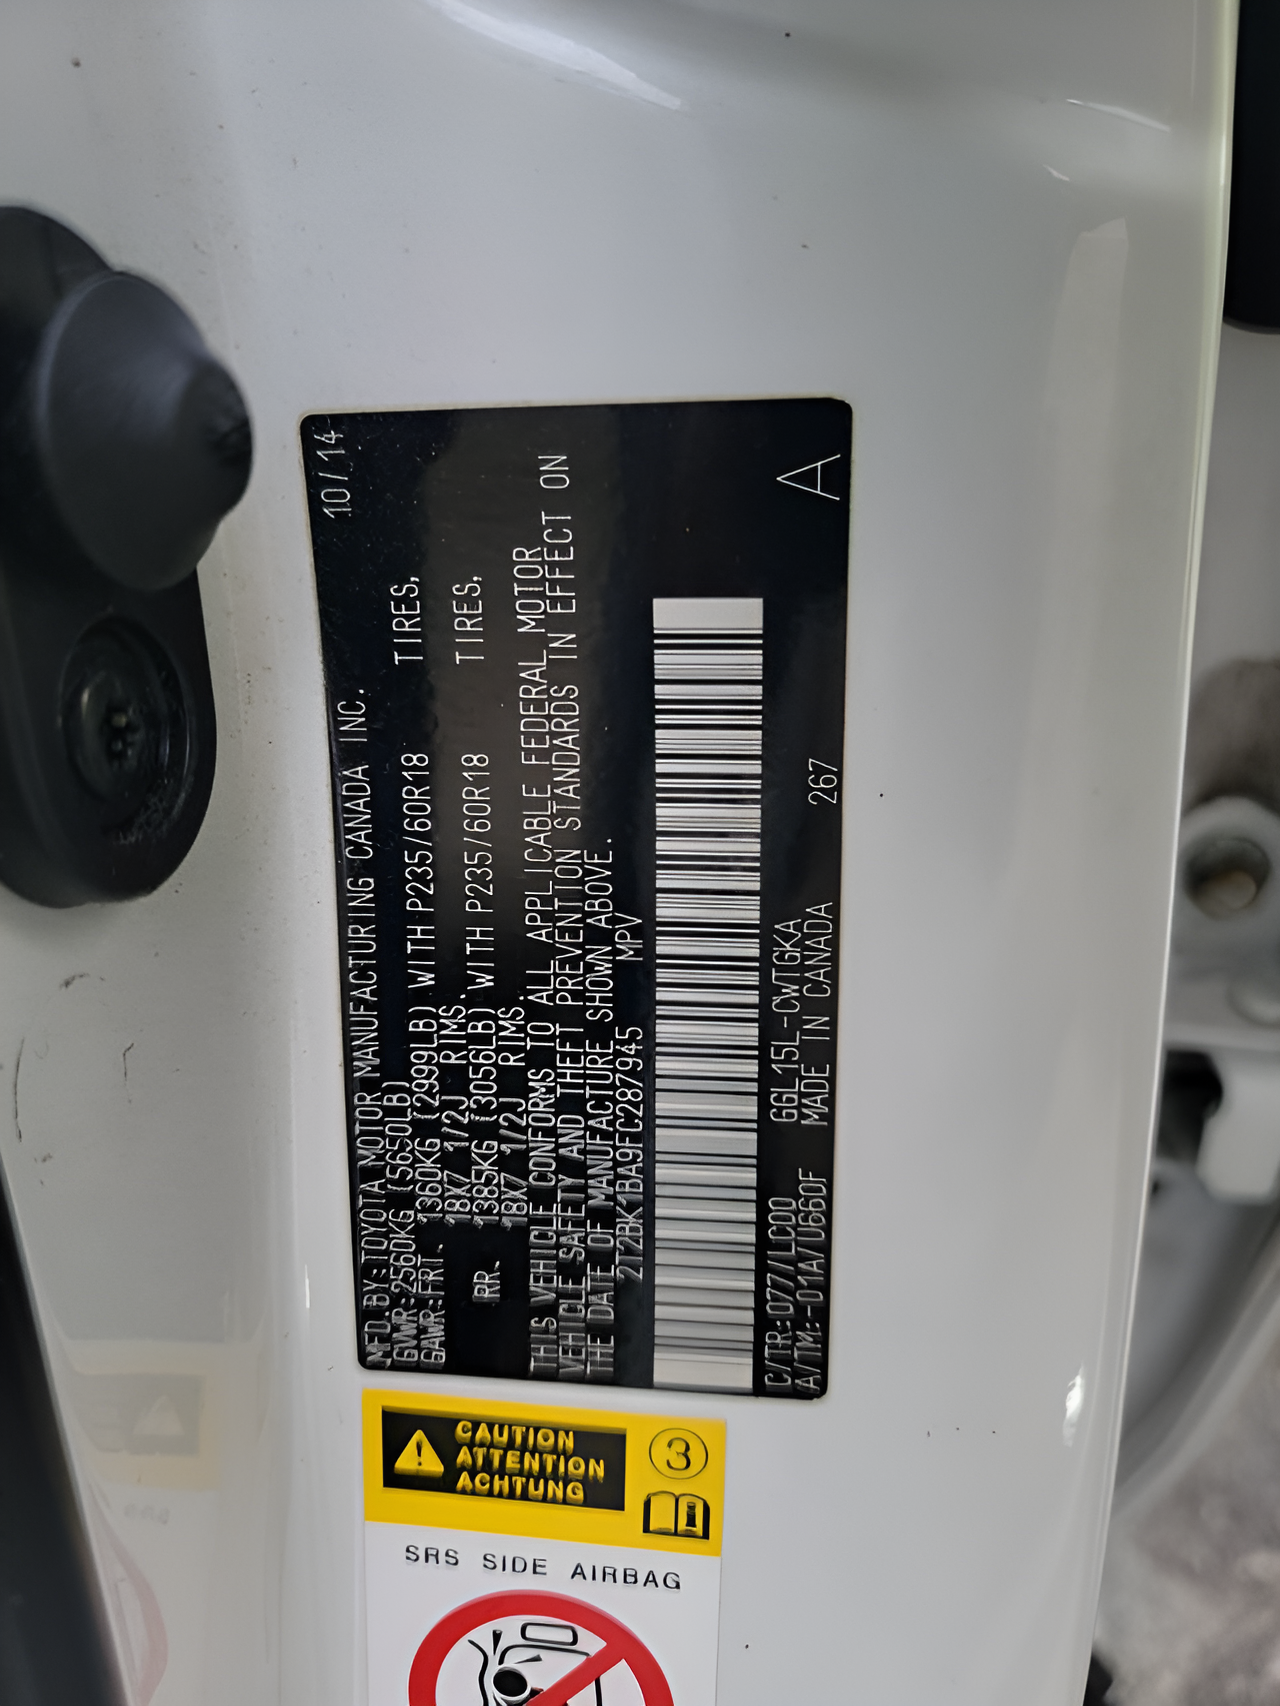 MFD.BY:TOYOTA MOTOR MANUFACTURING CANADA INC. 10/14
GVWR:2560KG (5650LB)
GAWR:FRT. 1360KG (2999LB) WITH P235/60R18 TIRES,
18X7 1/2J RIMS.
RR. 1385KG (3056LB) WITH P235/60R18 TIRES,
18X7 1/2J RIMS.
THIS VEHICLE CONFORMS TO ALL APPLICABLE FEDERAL MOTOR
VEHICLE SAFETY AND THEFT PREVENTION STANDARDS IN EFFECT ON
THE DATE OF MANUFACTURE SHOWN ABOVE.
2T2BK1BA9FC287945 MPV
C/TR:077/LC00 GGL15L-CWTGKA
A/TM:-01A/U660F MADE IN CANADA 267
A
CAUTION
ATTENTION
ACHTUNG
3
SRS SIDE AIRBAG